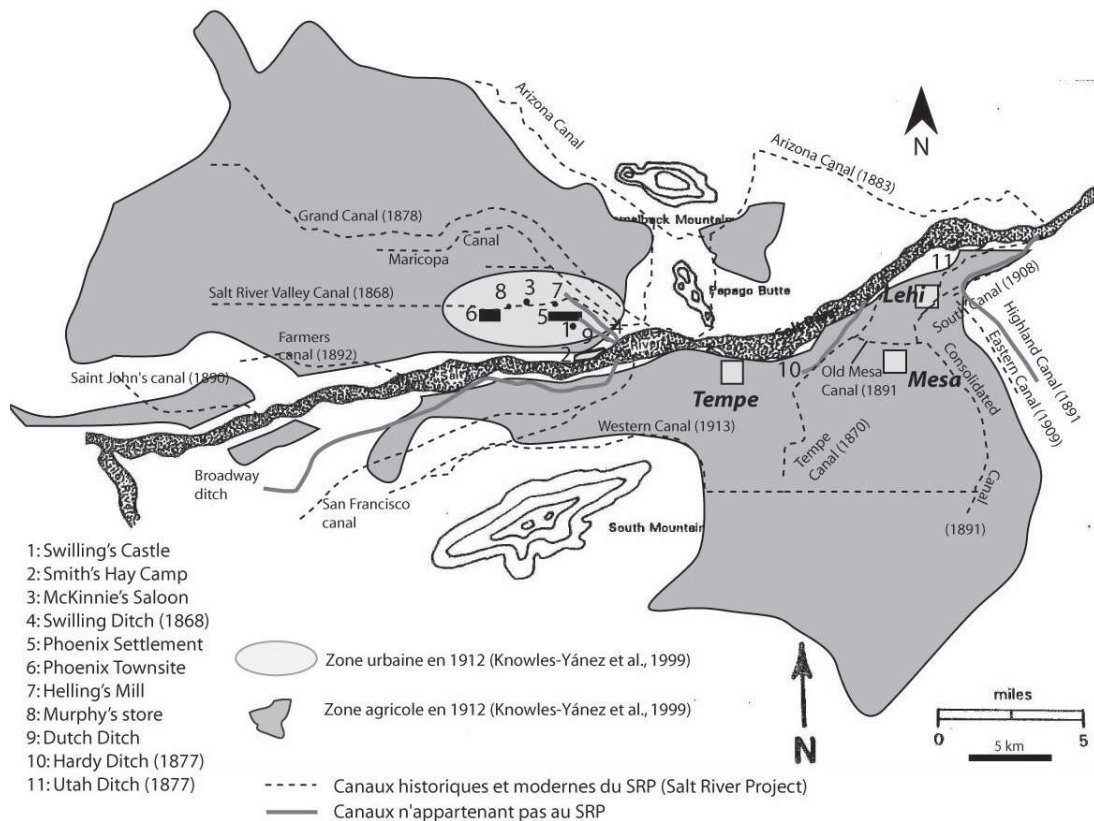 Arizona Canal
N
Arizona Canal (1883)
Grand Canal (1878)
Canal
Maricopa
melback Mountain
11
8
3
7
Salt River Valley Canal (1868)
Lehi
South Canal (1908)
Papago Butte
6
5
1
9
4
Farmers
canal (1892)
2
River
Highland Canal 1891
Eastern Canal
(1909)
Saint John's canal (1890)
10
Old Mesa
Canal (1891
Mesa
Consolidated
Canal
(1891)
Tempe
Western Canal (1913)
Tempe
Canal (1870)
Broadway
ditch
San Francisco
canal
South Mountain
1: Swilling's Castle
2: Smith's Hay Camp
3: McKinnie's Saloon
4: Swilling Ditch (1868)
5: Phoenix Settlement
6: Phoenix Townsite
7: Helling's Mill
8: Murphy's store
9: Dutch Ditch
10: Hardy Ditch (1877)
11: Utah Ditch (1877)
Zone urbaine en 1912 (Knowles-Yánez et al., 1999)
Zone agricole en 1912 (Knowles-Yánez et al., 1999)
Canaux historiques et modernes du SRP (Salt River Project)
Canaux n'appartenant pas au SRP
N
miles
0 5
5 km